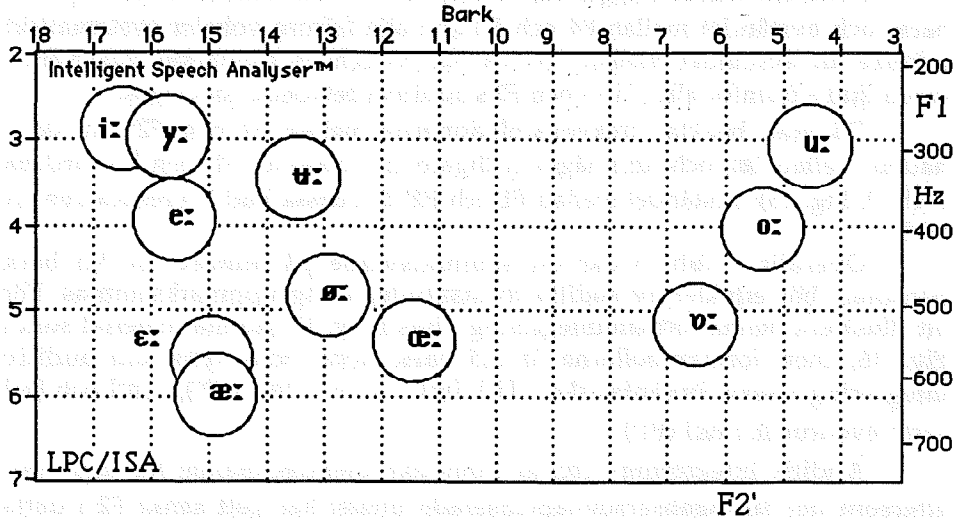 Bark
18 17 16 15 14 13 12 11 10 9 8 7 6 5 4 3
2 200
Intelligent Speech Analyser™
F1
iː yː uː
3 300
ʉː
Hz
eː oː
4 400
øː
5 500
œː ɒː
ɛː
600
æː
6
700
LPC/ISA
7
F2'